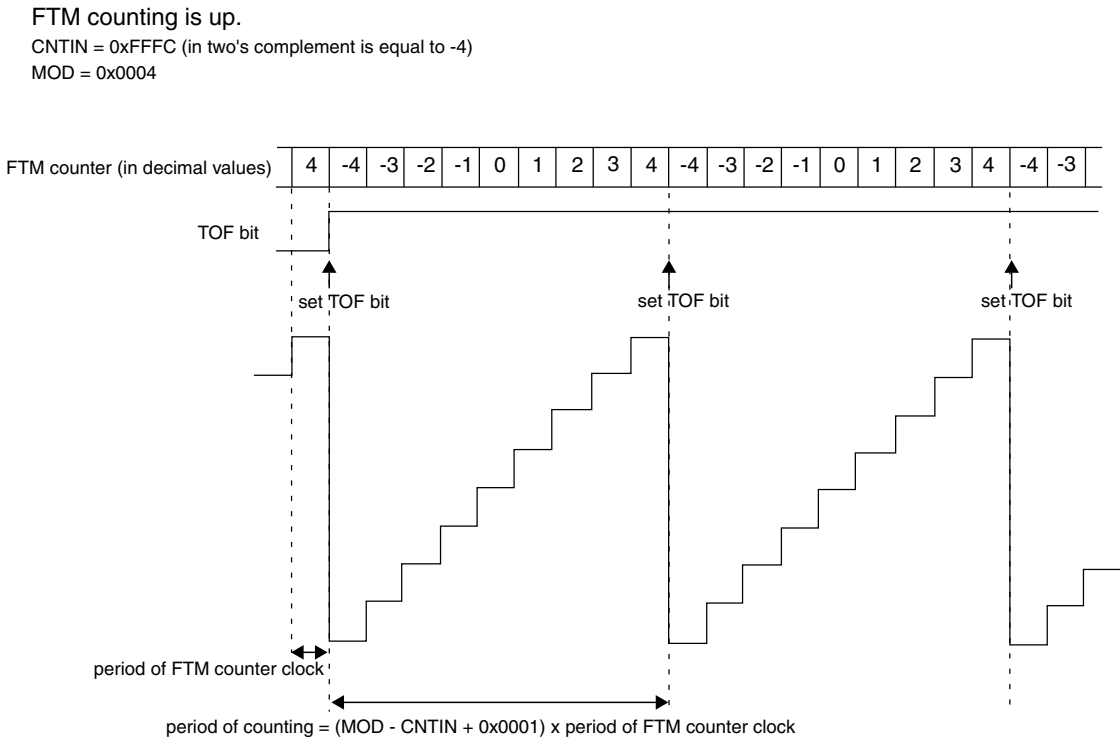 FTM counting is up.
CNTIN = 0xFFFC (in two's complement is equal to -4)
MOD = 0x0004
FTM counter (in decimal values) 4 -4 -3 -2 -1 0 1 2 3 4 -4 -3 -2 -1 0 1 2 3 4 -4 -3
TOF bit
set TOF bit set TOF bit set TOF bit
period of FTM counter clock
period of counting = (MOD - CNTIN + 0x0001) x period of FTM counter clock